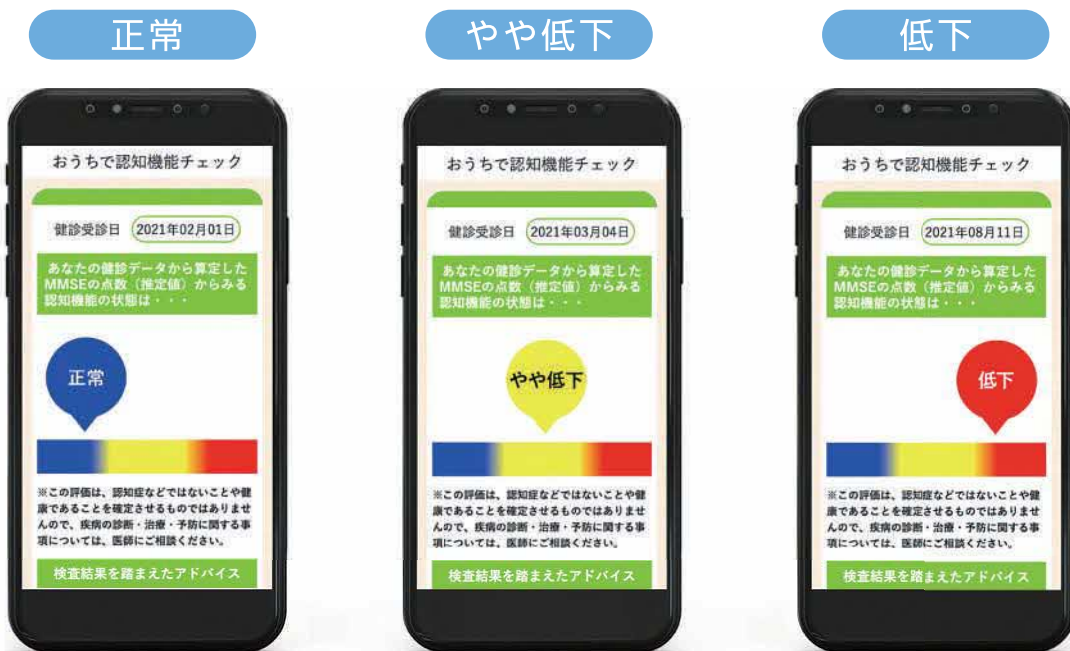 正常
おうちで認知機能チェック
健診受診日 2021年02月01日
あなたの健診データから算定した
MMSEの点数（推定値）からみる
認知機能の状態は・・・
正常
※この評価は、認知症などではないことや健
康であることを確定させるものではありませ
んので、疾病の診断・治療・予防に関する事
項については、医師にご相談ください。
検査結果を踏まえたアドバイス
やや低下
おうちで認知機能チェック
健診受診日 2021年03月04日
あなたの健診データから算定した
MMSEの点数（推定値）からみる
認知機能の状態は・・・
やや低下
※この評価は、認知症などではないことや健
康であることを確定させるものではありませ
んので、疾病の診断・治療・予防に関する事
項については、医師にご相談ください。
検査結果を踏まえたアドバイス
低下
おうちで認知機能チェック
健診受診日 2021年08月11日
あなたの健診データから算定した
MMSEの点数（推定値）からみる
認知機能の状態は・・・
低下
※この評価は、認知症などではないことや健
康であることを確定させるものではありませ
んので、疾病の診断・治療・予防に関する事
項については、医師にご相談ください。
検査結果を踏まえたアドバイス